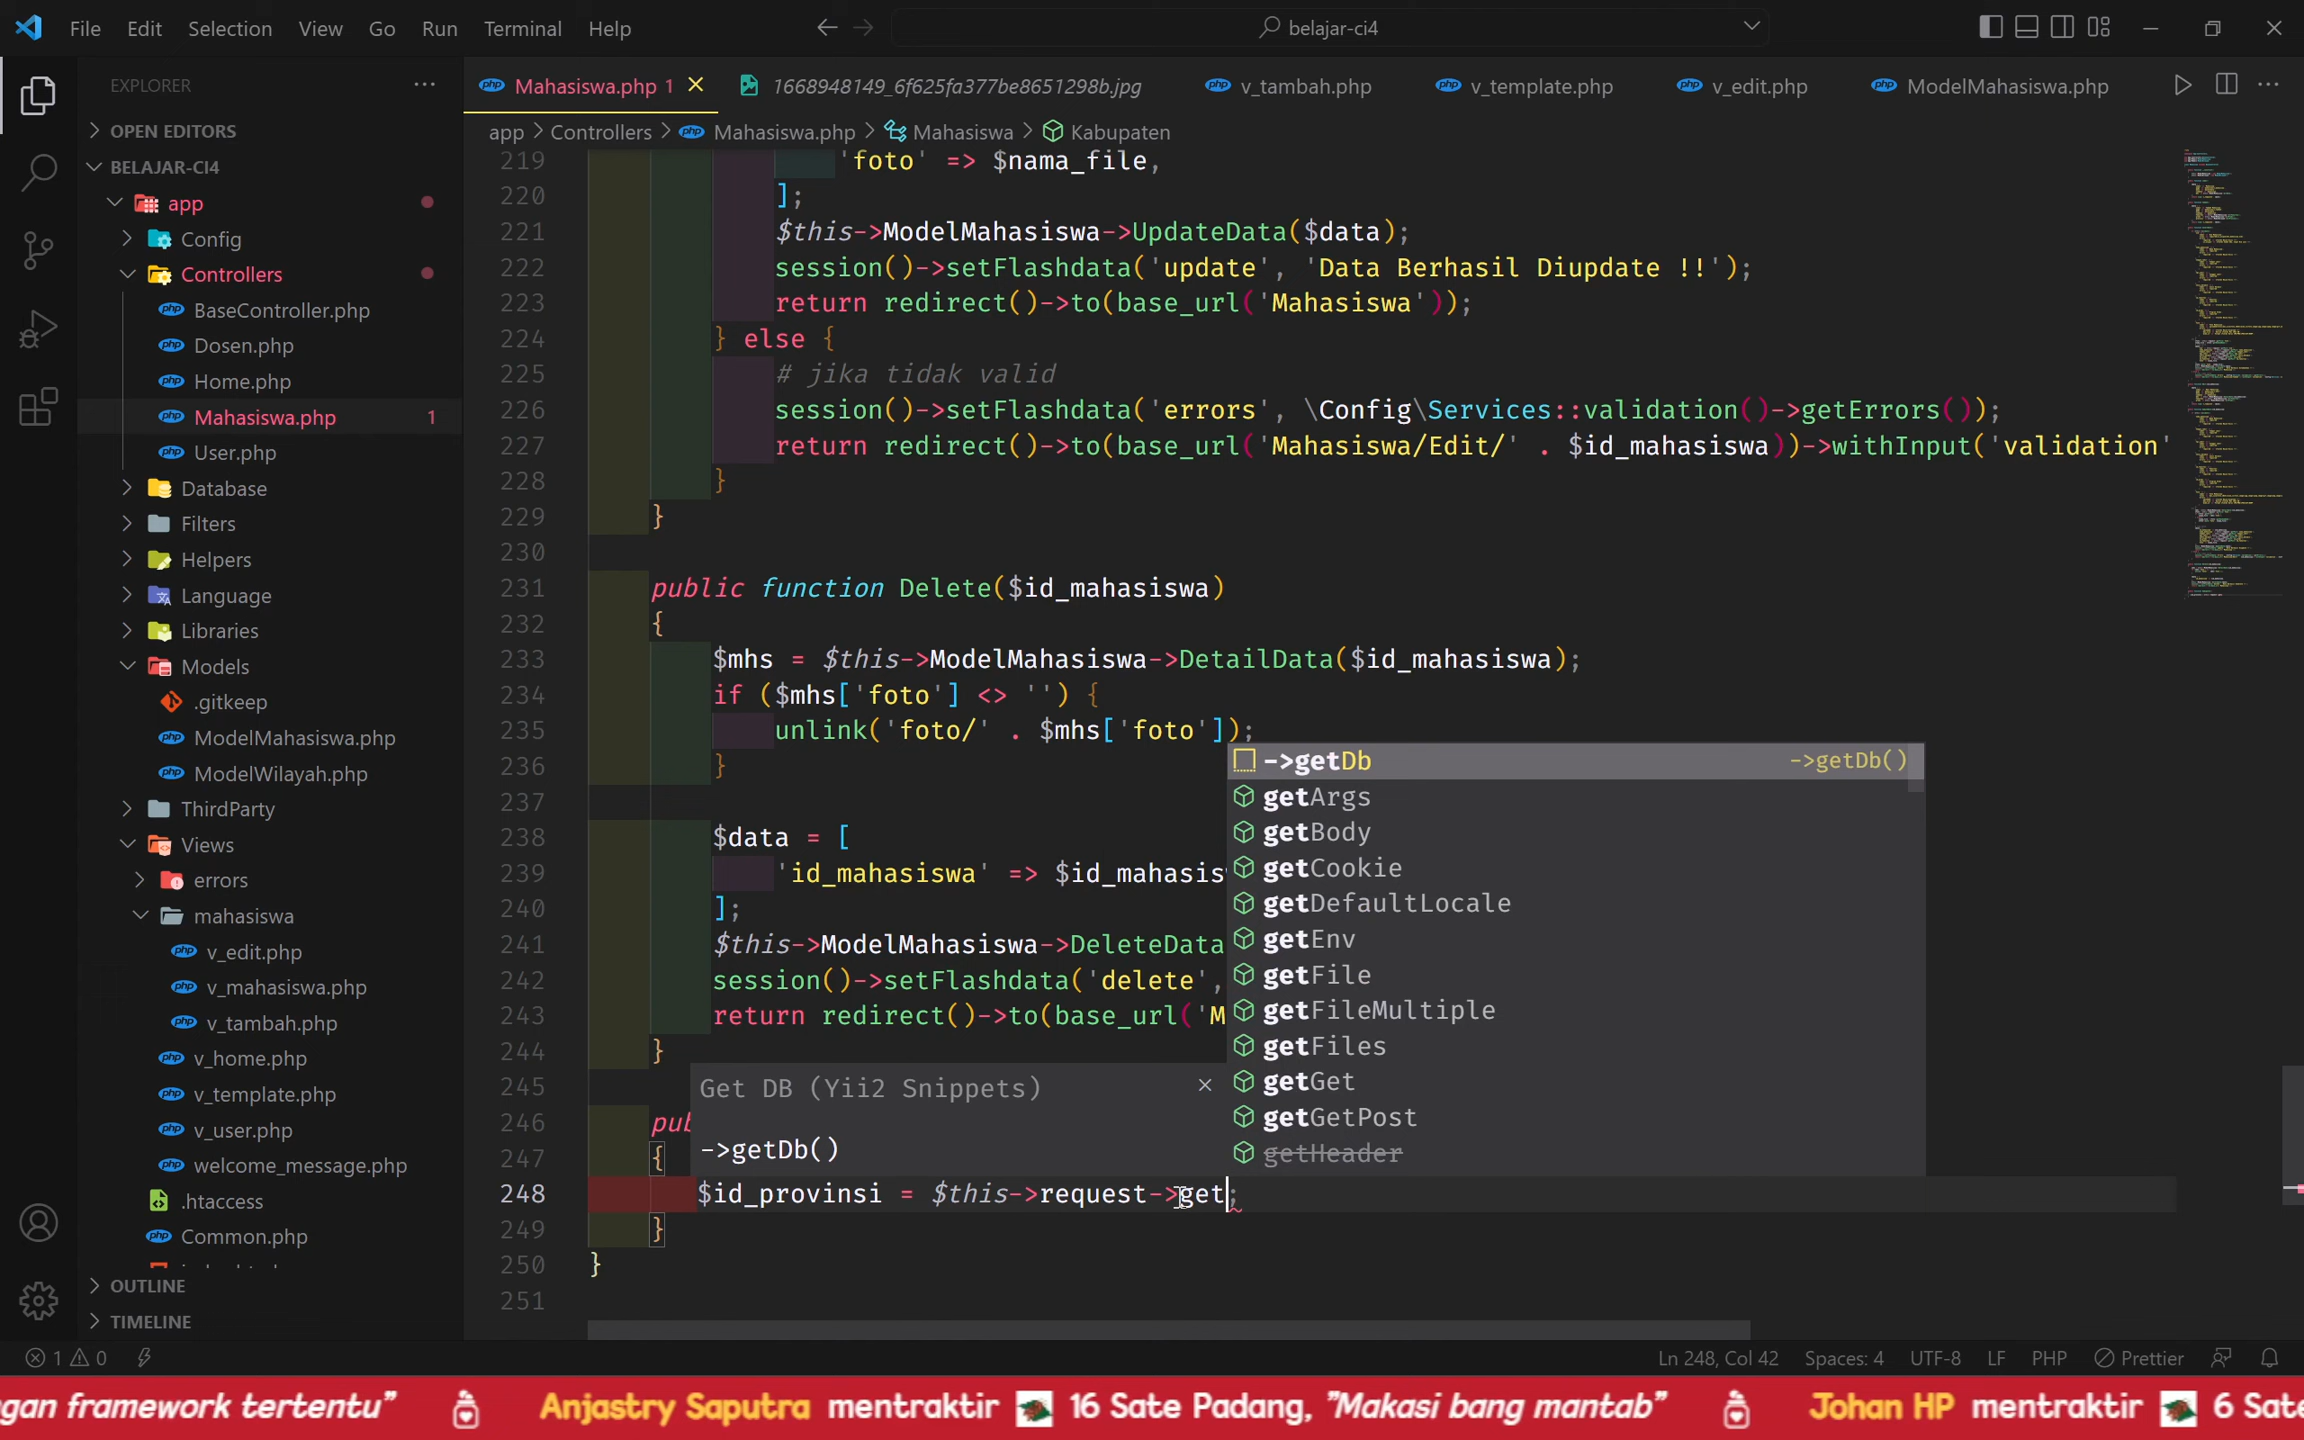 File Edit Selection View Go Run Terminal Help
belajar-ci4
EXPLORER
OPEN EDITORS
BELAJAR-CI4
app
Config
Controllers
BaseController.php
Dosen.php
Home.php
Mahasiswa.php 1
User.php
Database
Filters
Helpers
Language
Libraries
Models
.gitkeep
ModelMahasiswa.php
ModelWilayah.php
ThirdParty
Views
errors
mahasiswa
v_edit.php
v_mahasiswa.php
v_tambah.php
v_home.php
v_template.php
v_user.php
welcome_message.php
.htaccess
Common.php
OUTLINE
TIMELINE
Mahasiswa.php 1 1668948149_6f625fa377be8651298b.jpg v_tambah.php v_template.php v_edit.php ModelMahasiswa.php
app > Controllers > Mahasiswa.php > Mahasiswa > Kabupaten
219 'foto' => $nama_file,
220 ];
221 $this->ModelMahasiswa->UpdateData($data);
222 session()->setFlashdata('update', 'Data Berhasil Diupdate !!');
223 return redirect()->to(base_url('Mahasiswa'));
224 } else {
225 # jika tidak valid
226 session()->setFlashdata('errors', \Config\Services::validation()->getErrors());
227 return redirect()->to(base_url('Mahasiswa/Edit/' . $id_mahasiswa))->withInput('validation'
228 }
229 }
230
231 public function Delete($id_mahasiswa)
232 {
233 $mhs = $this->ModelMahasiswa->DetailData($id_mahasiswa);
234 if ($mhs['foto'] <> '') {
235 unlink('foto/' . $mhs['foto']);
236 }
237
238 $data = [
239 'id_mahasiswa' => $id_mahasis
240 ];
241 $this->ModelMahasiswa->DeleteData
242 session()->setFlashdata('delete',
243 return redirect()->to(base_url('M
244 }
245
246 pub
247 {
248 $id_provinsi = $this->request->get;
249 }
250 }
251
->getDb ->getDb()
getArgs
getBody
getCookie
getDefaultLocale
getEnv
getFile
getFileMultiple
getFiles
getGet
getGetPost
getHeader
Get DB (Yii2 Snippets)
->getDb()
1 0 Ln 248, Col 42 Spaces: 4 UTF-8 LF PHP Prettier
gan framework tertentu" Anjastry Saputra mentraktir 16 Sate Padang, "Makasi bang mantab" Johan HP mentraktir 6 Sate